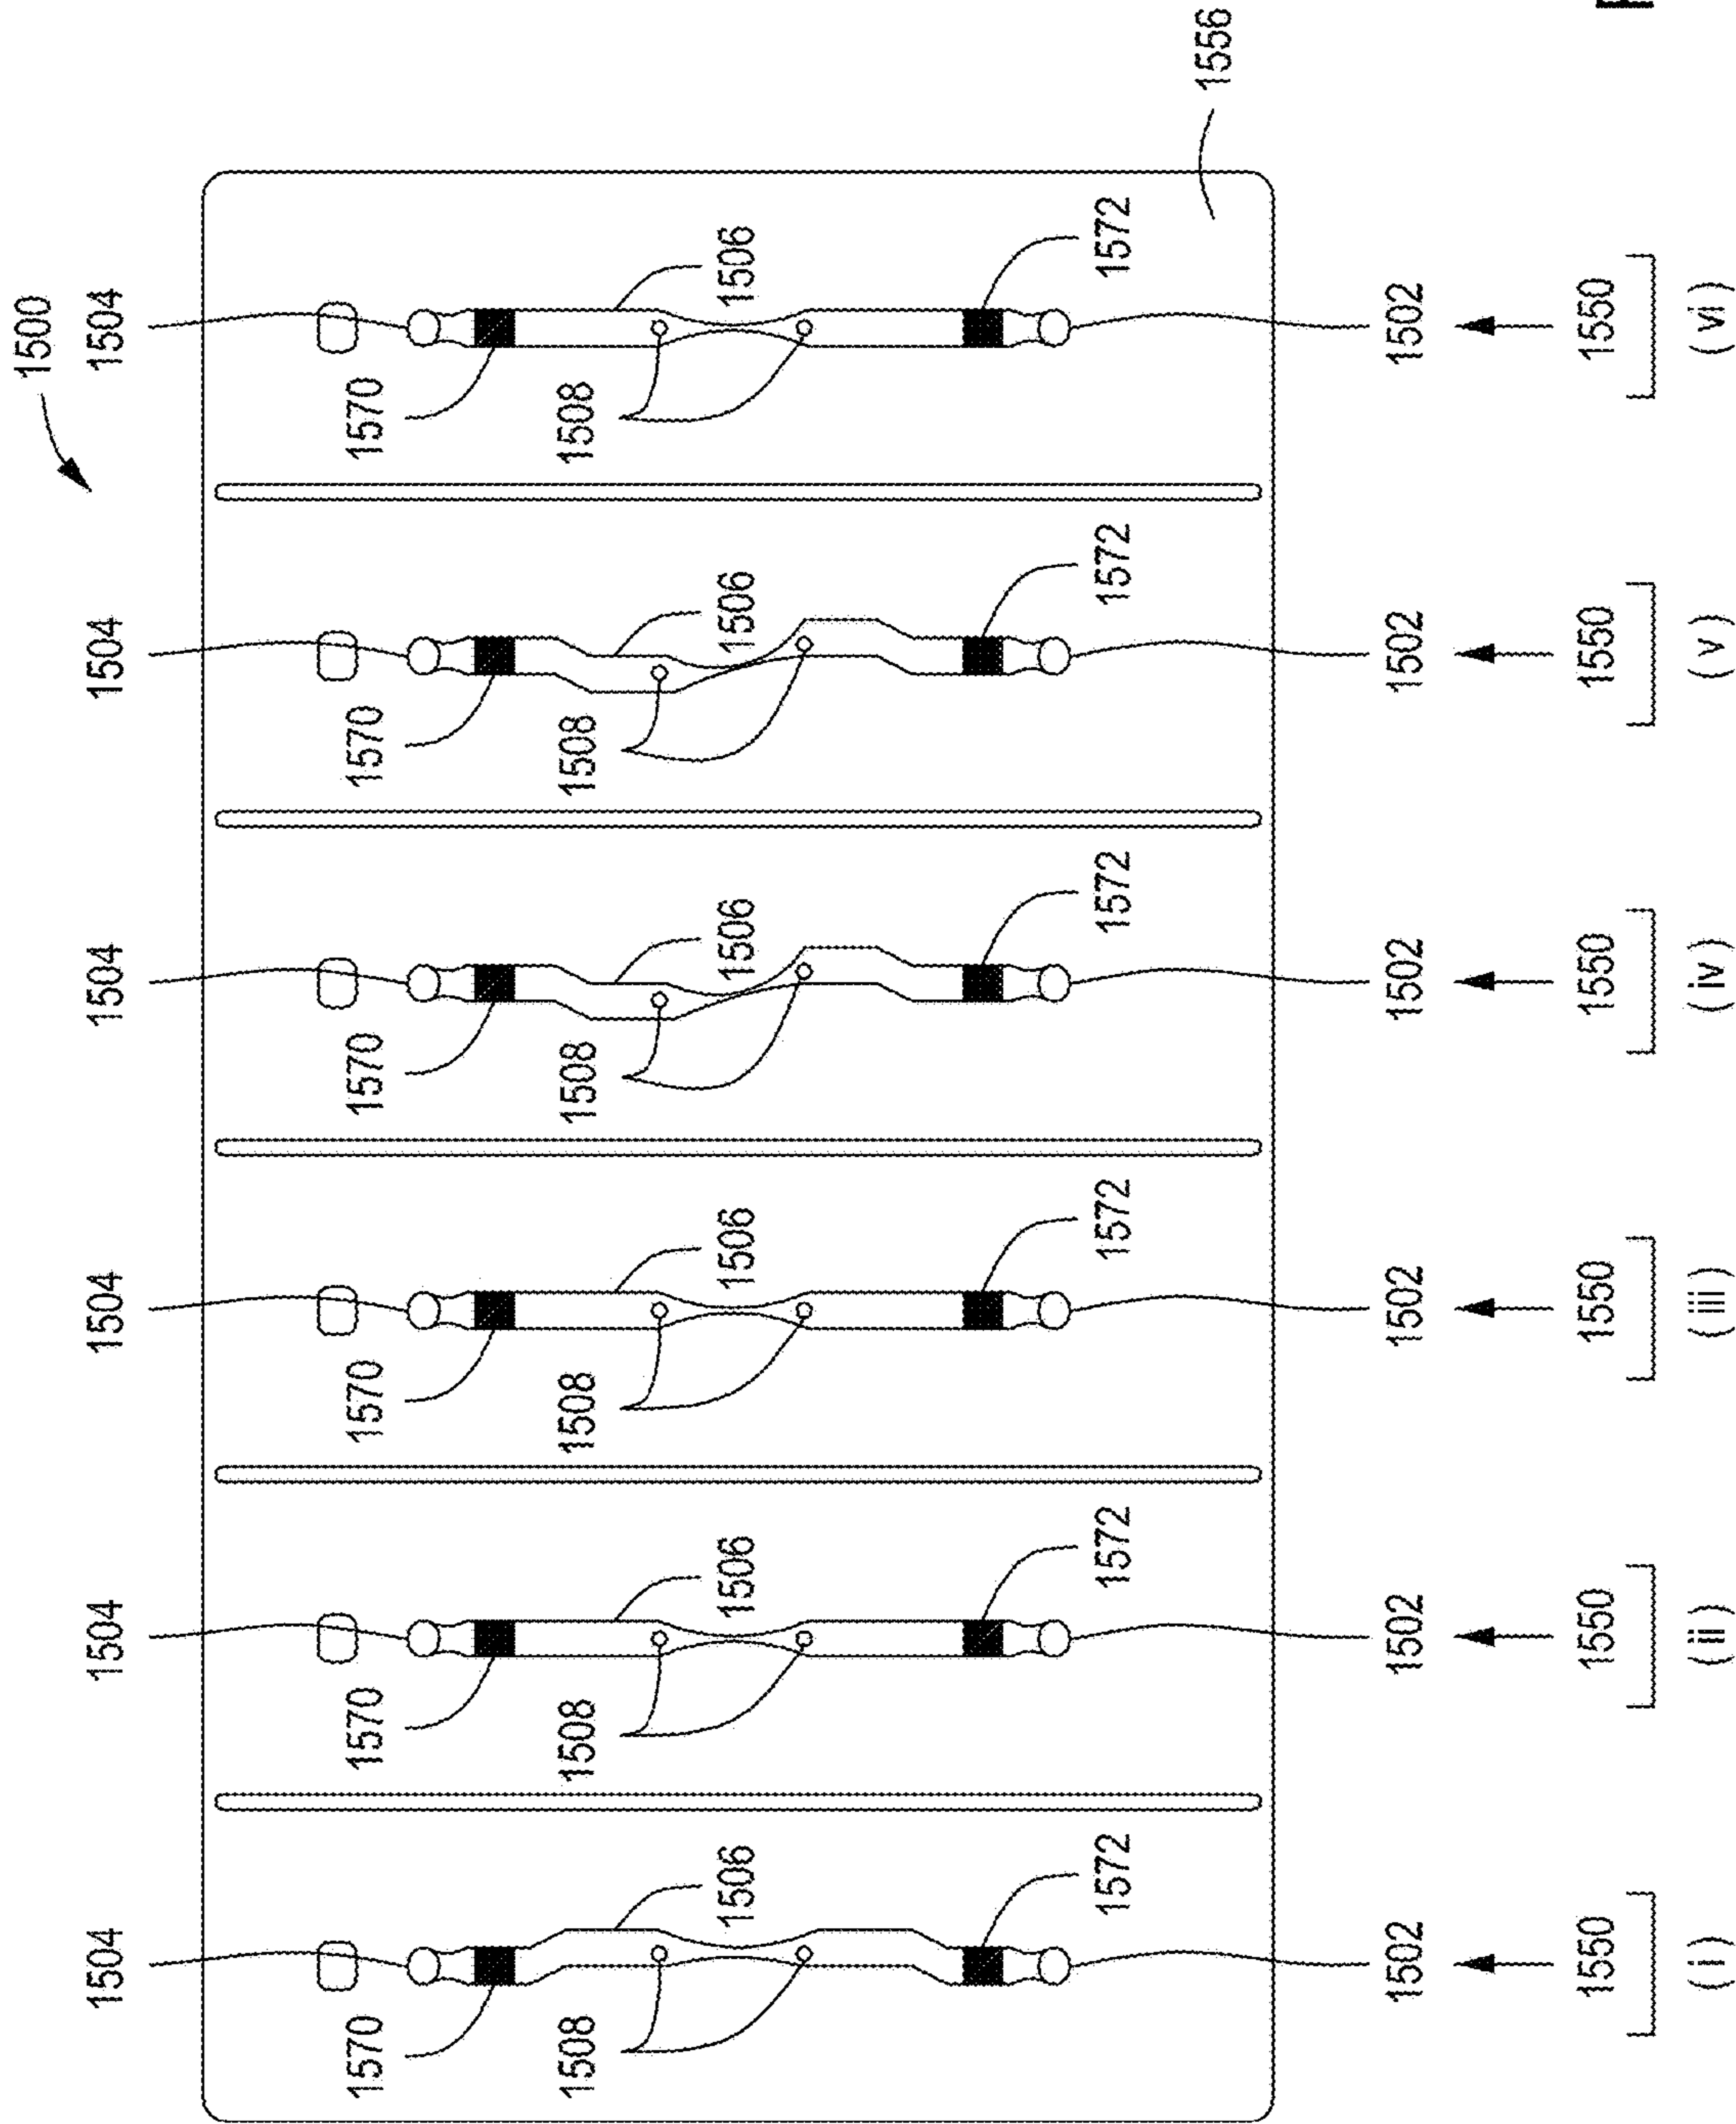 1500
1504 1504 1504 1504 1504 1504
1570 1570 1570 1570 1570 1570
1508 1508 1508 1508 1508 1508
1506 1506 1506 1506 1506 1506
1572 1572 1572 1572 1572 1572
1556
1502 1502 1502 1502 1502 1502
1550 1550 1550 1550 1550 1550
( i ) ( ii ) ( iii ) ( iv ) ( v ) ( vi )